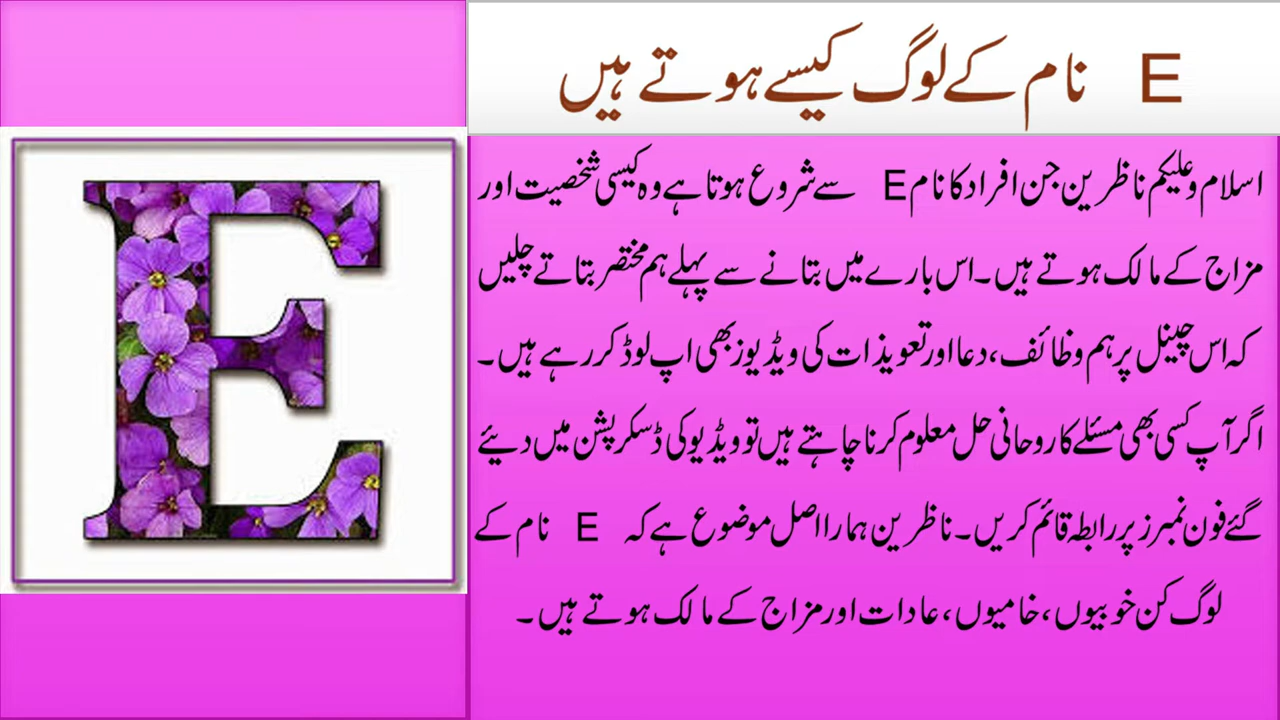 E نام کے لوگ کیسے ہوتے ہیں
E
اسلام وعلیکم ناظرین جن افراد کا نام E سے شروع ہوتا ہے وہ کیسی شخصیت اور
مزاج کے مالک ہوتے ہیں۔ اس بارے میں بتانے سے پہلے ہم مختصر بتاتے چلیں
کہ اس چینل پر ہم وظائف، دعا اور تعویذات کی ویڈیوز بھی اپ لوڈ کر رہے ہیں۔
اگر آپ کسی بھی مسئلے کا روحانی حل معلوم کرنا چاہتے ہیں تو ویڈیو کی ڈسکرپشن میں دیئے
گئے فون نمبرز پر رابطہ قائم کریں۔ ناظرین ہمارا اصل موضوع ہے کہ E نام کے
لوگ کن خوبیوں، خامیوں، عادات اور مزاج کے مالک ہوتے ہیں۔